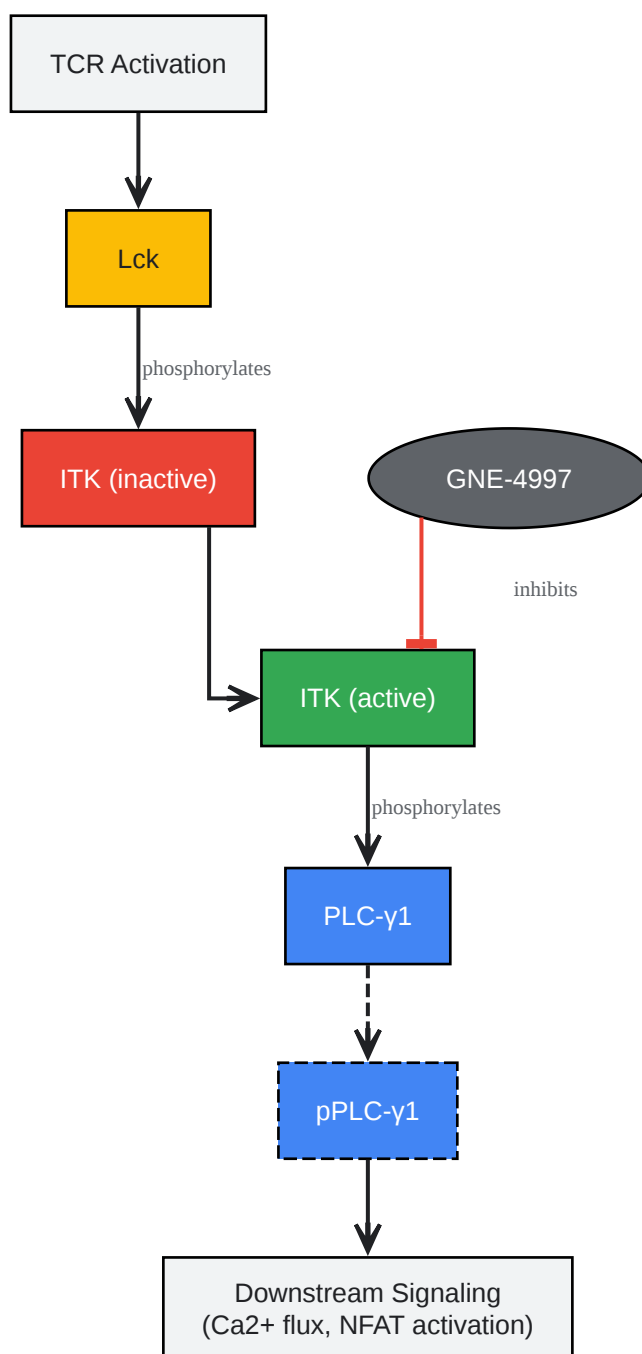 TCR Activation
Lck
phosphorylates
ITK (inactive)
GNE-4997
inhibits
ITK (active)
phosphorylates
PLC-γ1
pPLC-γ1
Downstream Signaling
(Ca2+ flux, NFAT activation)